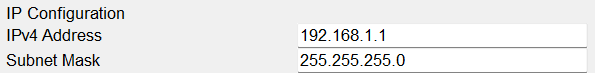 IP Configuration
IPv4 Address 192.168.1.1
Subnet Mask 255.255.255.0